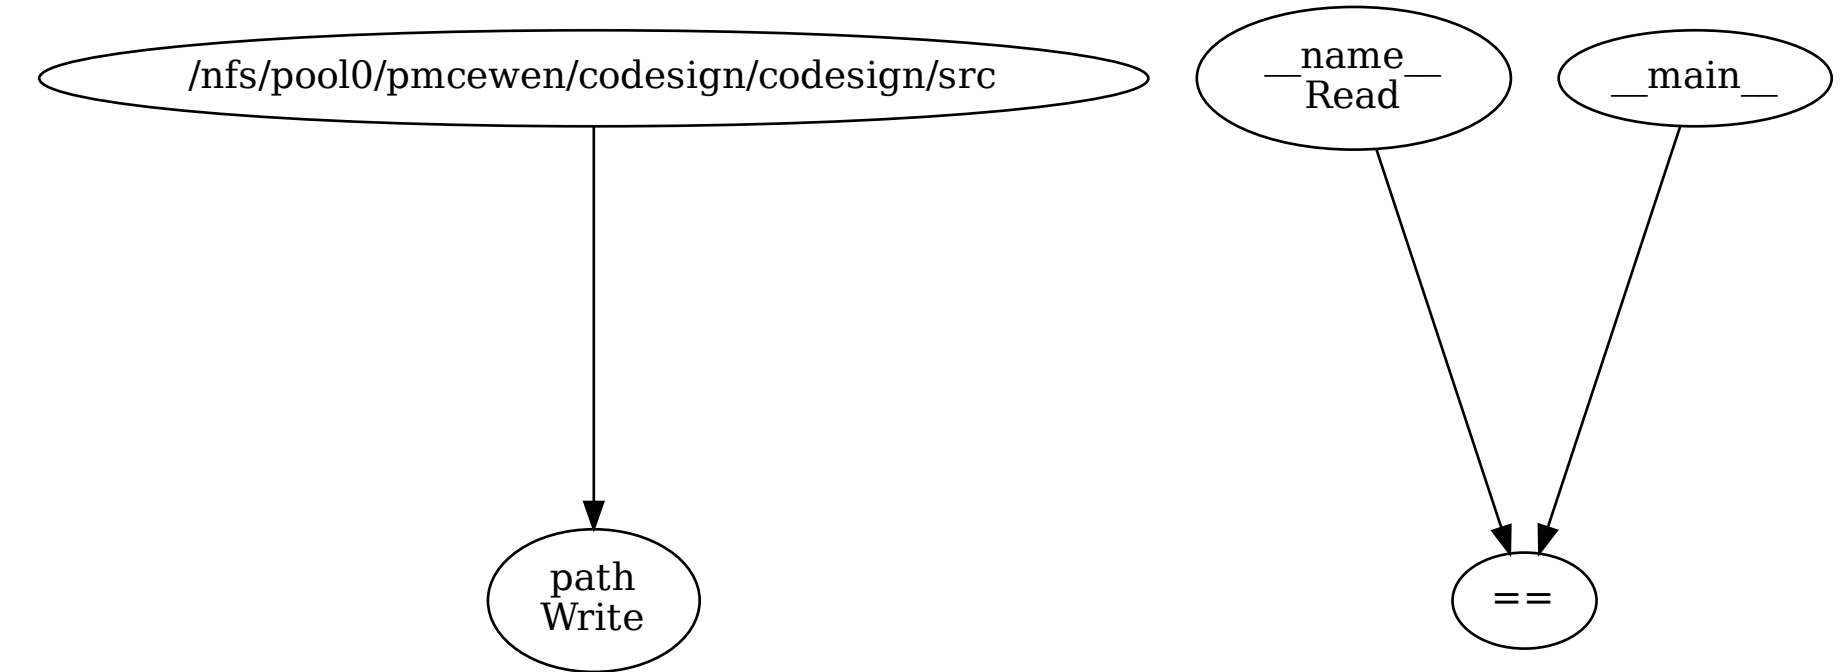 /nfs/pool0/pmcewen/codesign/codesign/src
__name__
Read
__main__
path
Write
==